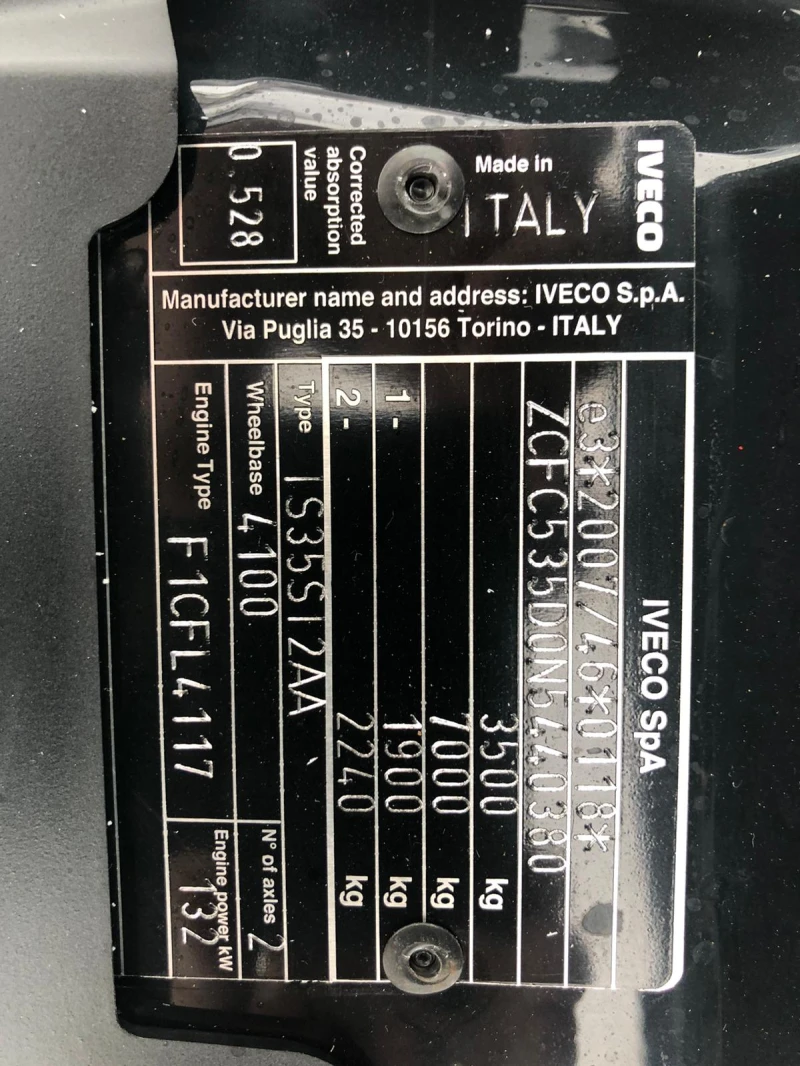 IVECO SpA
e3*2007/46*0118*
ZCFC535D0N5440380
3500 kg
7000 kg
1- 1900 kg
2- 2240 kg
Type IS35SI2AA
Wheelbase 4100 N° of axles 2
Engine Type F1CFL4117 Engine power kW 132
Manufacturer name and address: IVECO S.p.A.
Via Puglia 35 - 10156 Torino - ITALY
IVECO
Made in
ITALY
Corrected
absorption
value
0.528